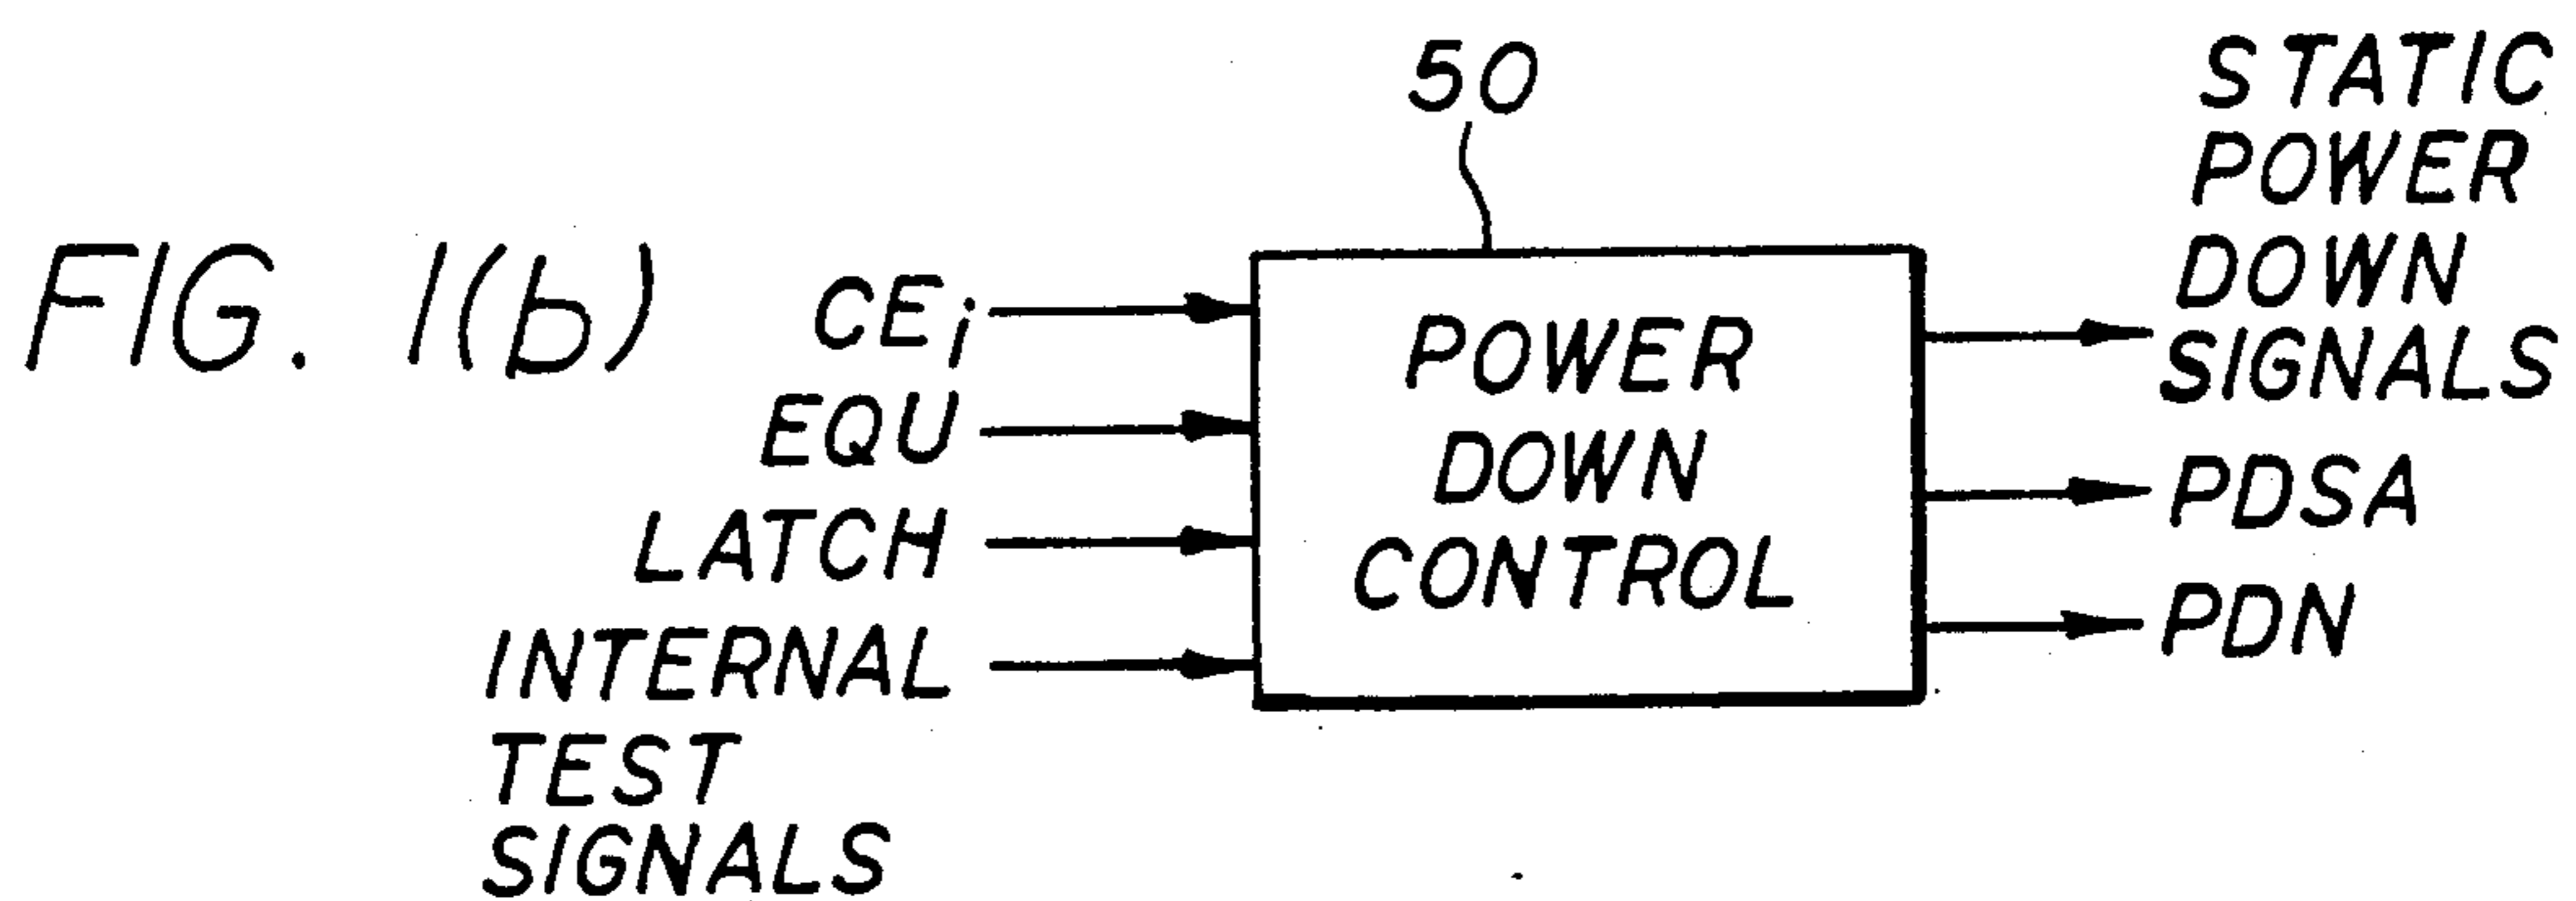 FIG. 1(b)
50
CEi
EQU
LATCH
INTERNAL
TEST
SIGNALS
POWER
DOWN
CONTROL
STATIC
POWER
DOWN
SIGNALS
PDSA
PDN